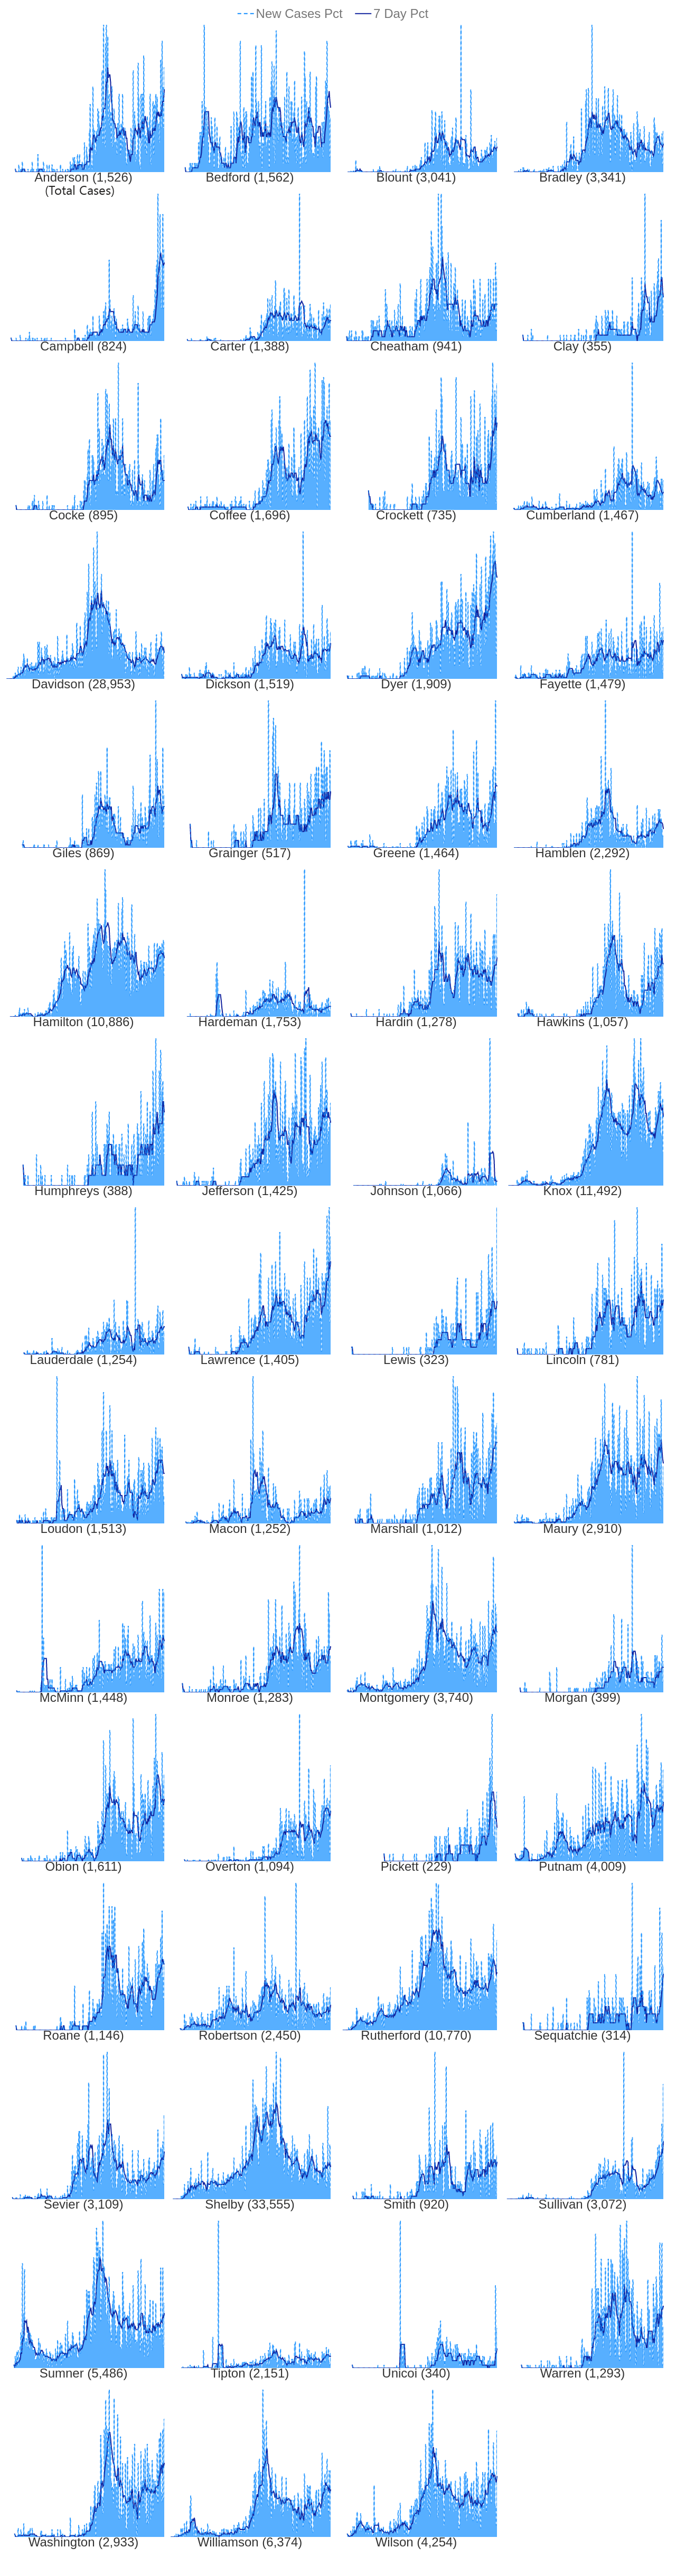 New Cases Pct 7 Day Pct
Anderson (1,526) Bedford (1,562) Blount (3,041) Bradley (3,341)
(Total Cases)
Campbell (824) Carter (1,388) Cheatham (941) Clay (355)
Cocke (895) Coffee (1,696) Crockett (735) Cumberland (1,467)
Davidson (28,953) Dickson (1,519) Dyer (1,909) Fayette (1,479)
Giles (869) Grainger (517) Greene (1,464) Hamblen (2,292)
Hamilton (10,886) Hardeman (1,753) Hardin (1,278) Hawkins (1,057)
Humphreys (388) Jefferson (1,425) Johnson (1,066) Knox (11,492)
Lauderdale (1,254) Lawrence (1,405) Lewis (323) Lincoln (781)
Loudon (1,513) Macon (1,252) Marshall (1,012) Maury (2,910)
McMinn (1,448) Monroe (1,283) Montgomery (3,740) Morgan (399)
Obion (1,611) Overton (1,094) Pickett (229) Putnam (4,009)
Roane (1,146) Robertson (2,450) Rutherford (10,770) Sequatchie (314)
Sevier (3,109) Shelby (33,555) Smith (920) Sullivan (3,072)
Sumner (5,486) Tipton (2,151) Unicoi (340) Warren (1,293)
Washington (2,933) Williamson (6,374) Wilson (4,254)